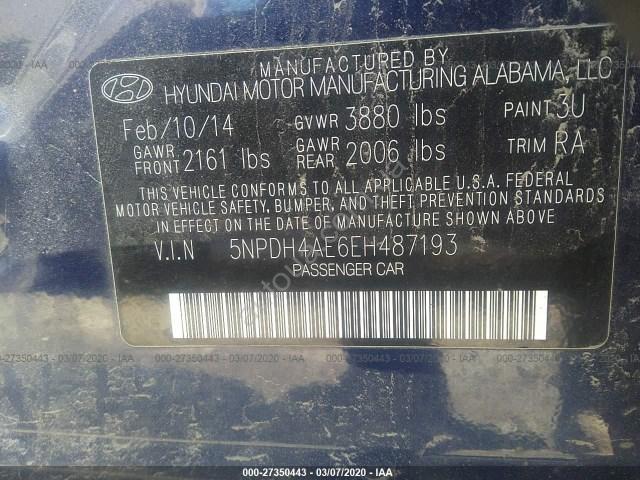 MANUFACTURED BY
HYUNDAI MOTOR MANUFACTURING ALABAMA, LLC
Feb/10/14 GVWR 3880 lbs PAINT 3U
GAWR FRONT 2161 lbs GAWR REAR 2006 lbs TRIM RA
THIS VEHICLE CONFORMS TO ALL APPLICABLE U.S.A. FEDERAL
MOTOR VEHICLE SAFETY, BUMPER, AND THEFT PREVENTION STANDARDS
IN EFFECT ON THE DATE OF MANUFACTURE SHOWN ABOVE
V.I.N 5NPDH4AE6EH487193
PASSENGER CAR
000-27350443 - 03/07/2020 - IAA